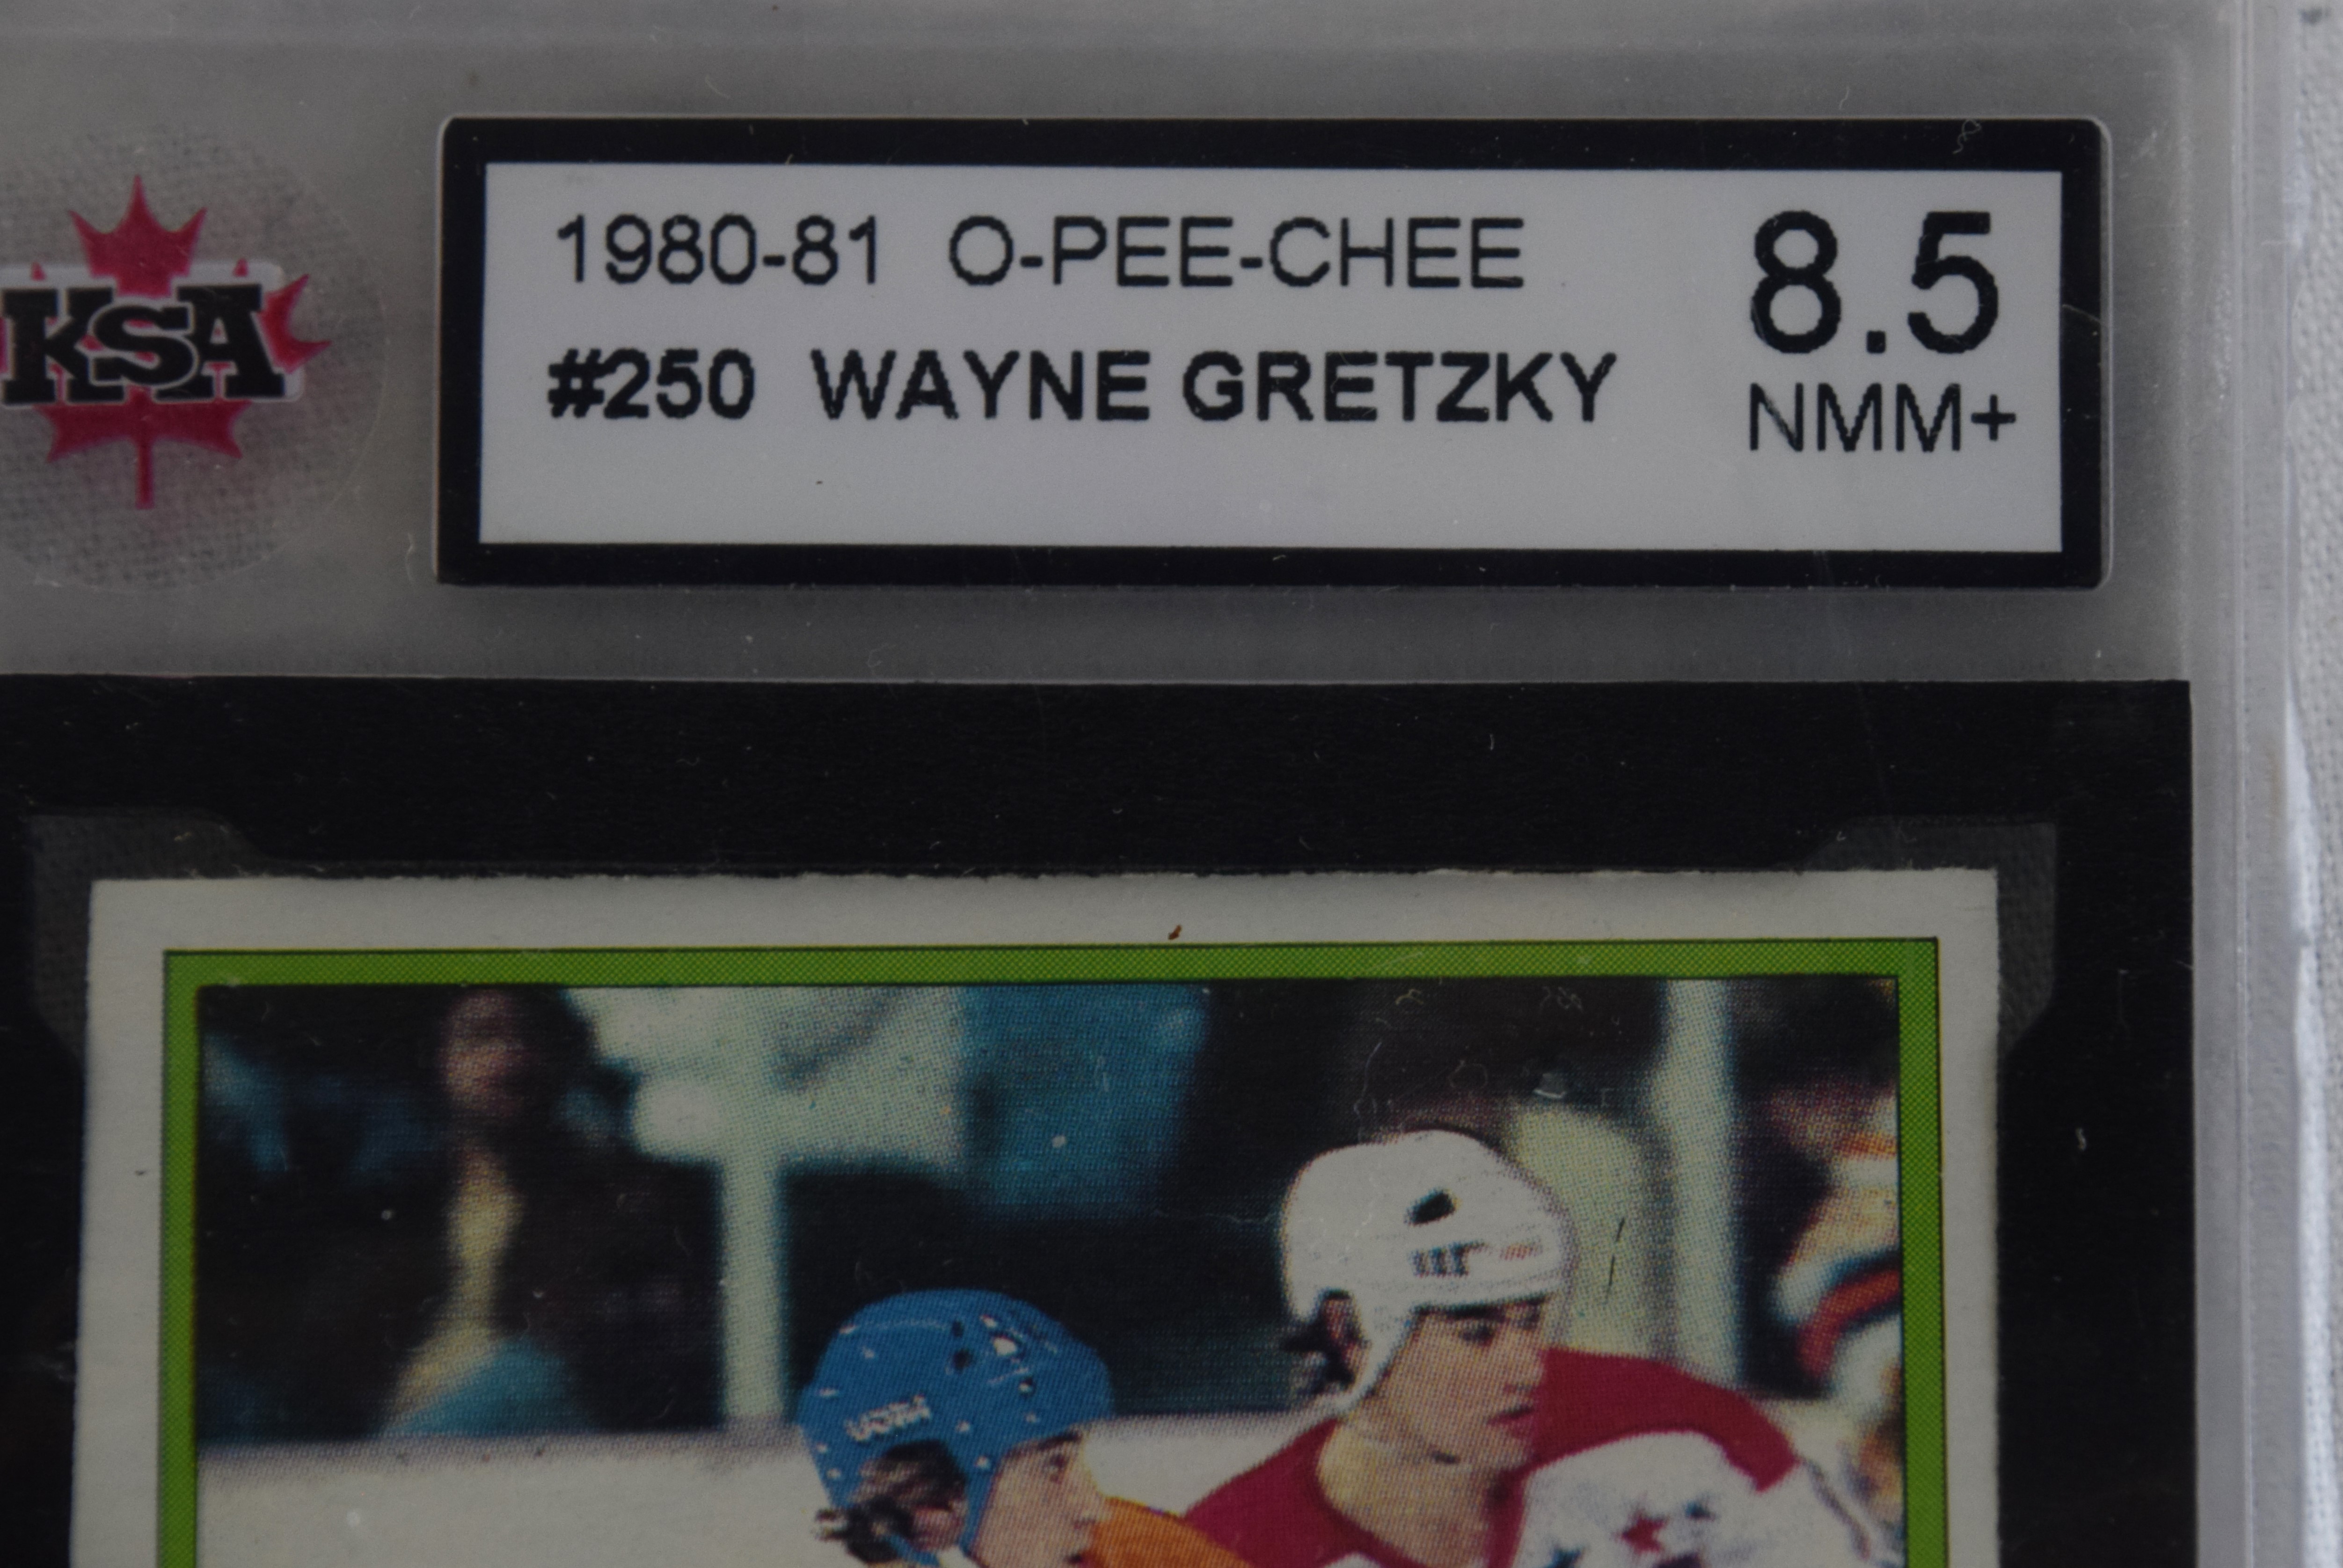 KSA
1980-81 O-PEE-CHEE
#250 WAYNE GRETZKY
8.5
NMM+